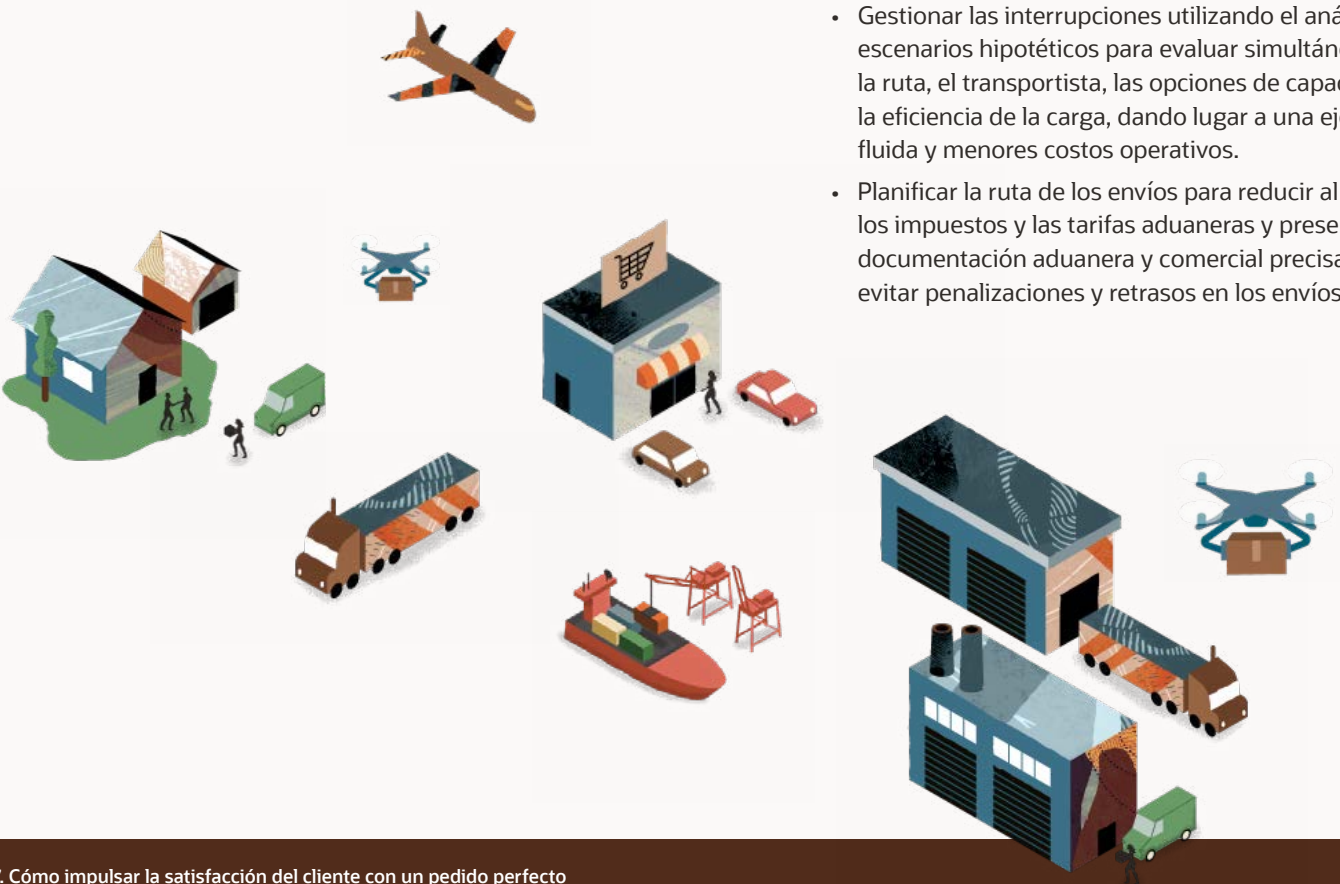 • Gestionar las interrupciones utilizando el aná
escenarios hipotéticos para evaluar simultán
la ruta, el transportista, las opciones de capa
la eficiencia de la carga, dando lugar a una ej
fluida y menores costos operativos.
• Planificar la ruta de los envíos para reducir al
los impuestos y las tarifas aduaneras y prese
documentación aduanera y comercial precisa
evitar penalizaciones y retrasos en los envíos
. Cómo impulsar la satisfacción del cliente con un pedido perfecto